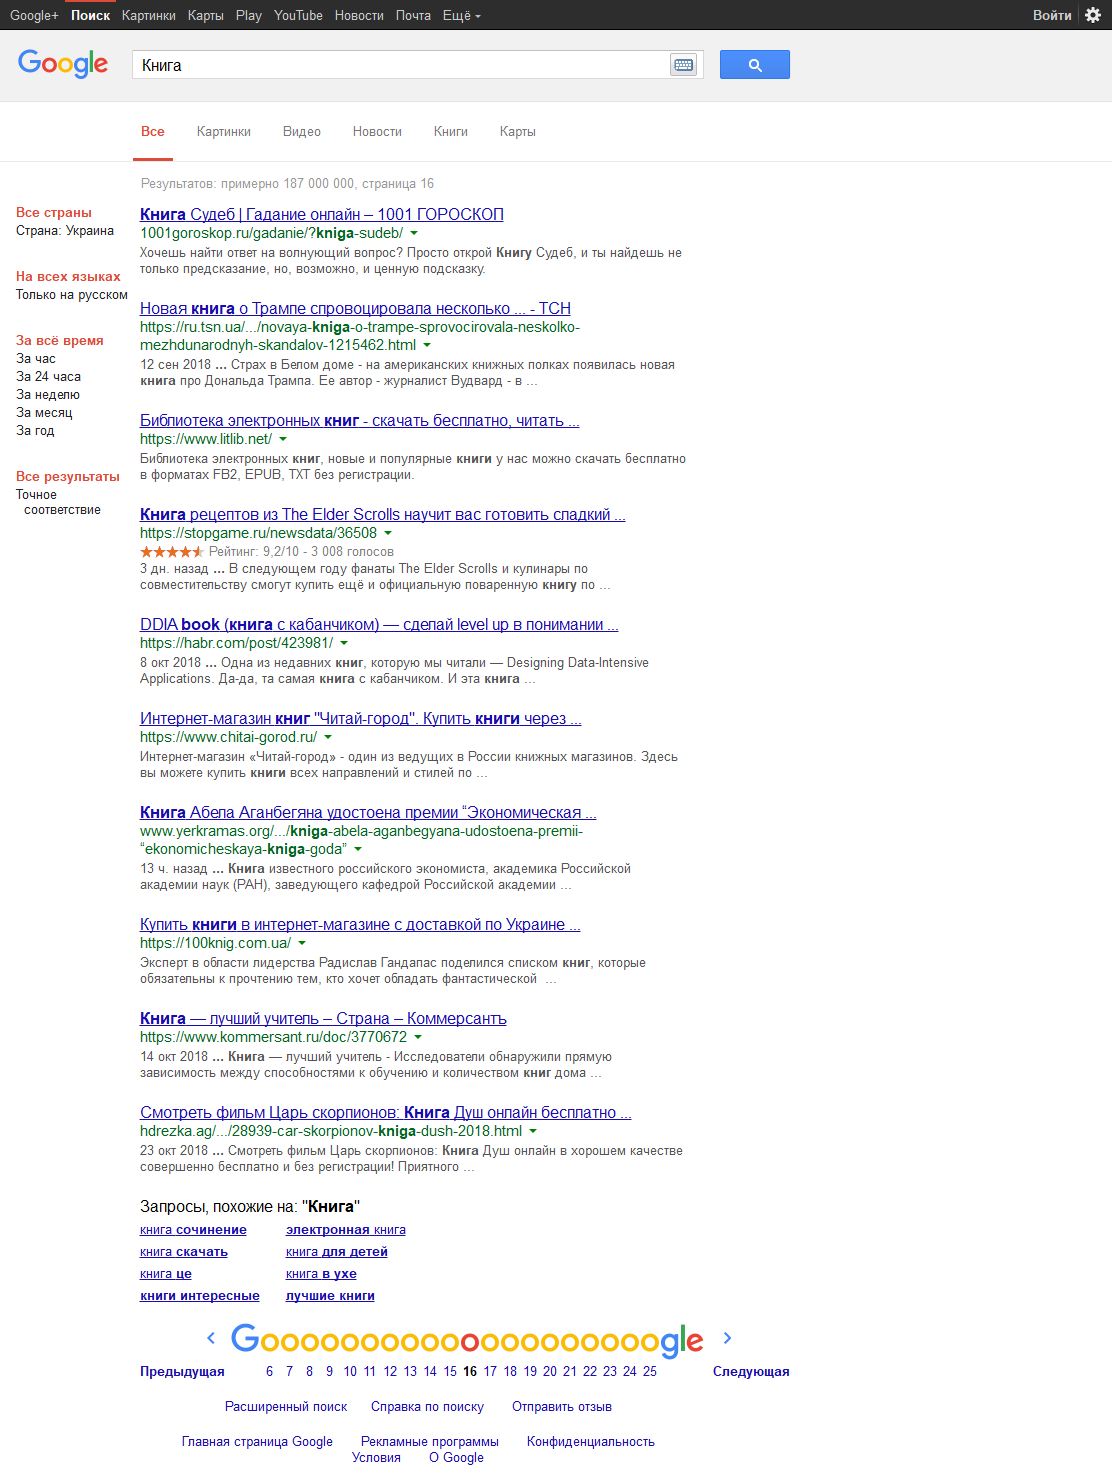 Google+ Поиск Картинки Карты Play YouTube Новости Почта Ещё Войти
Google Книга
Все Картинки Видео Новости Книги Карты
Результатов: примерно 187 000 000, страница 16
Все страны
Страна: Украина
На всех языках
Только на русском
За всё время
За час
За 24 часа
За неделю
За месяц
За год
Все результаты
Точное
соответствие
Книга Судеб | Гадание онлайн – 1001 ГОРОСКОП
1001goroskop.ru/gadanie/?kniga-sudeb/
Хочешь найти ответ на волнующий вопрос? Просто открой Книгу Судеб, и ты найдешь не
только предсказание, но, возможно, и ценную подсказку.
Новая книга о Трампе спровоцировала несколько ... - ТСН
https://ru.tsn.ua/.../novaya-kniga-o-trampe-sprovocirovala-neskolko-
mezhdunarodnyh-skandalov-1215462.html
12 сен 2018 ... Страх в Белом доме - на американских книжных полках появилась новая
книга про Дональда Трампа. Ее автор - журналист Вудвард - в ...
Библиотека электронных книг - скачать бесплатно, читать ...
https://www.litlib.net/
Библиотека электронных книг, новые и популярные книги у нас можно скачать бесплатно
в форматах FB2, EPUB, TXT без регистрации.
Книга рецептов из The Elder Scrolls научит вас готовить сладкий ...
https://stopgame.ru/newsdata/36508
Рейтинг: 9,2/10 - 3 008 голосов
3 дн. назад ... В следующем году фанаты The Elder Scrolls и кулинары по
совместительству смогут купить ещё и официальную поваренную книгу по ...
DDIA book (книга с кабанчиком) — сделай level up в понимании ...
https://habr.com/post/423981/
8 окт 2018 ... Одна из недавних книг, которую мы читали — Designing Data-Intensive
Applications. Да-да, та самая книга с кабанчиком. И эта книга ...
Интернет-магазин книг "Читай-город". Купить книги через ...
https://www.chitai-gorod.ru/
Интернет-магазин «Читай-город» - один из ведущих в России книжных магазинов. Здесь
вы можете купить книги всех направлений и стилей по ...
Книга Абела Аганбегяна удостоена премии “Экономическая ...
www.yerkramas.org/.../kniga-abela-aganbegyana-udostoena-premii-
“ekonomicheskaya-kniga-goda”
13 ч. назад ... Книга известного российского экономиста, академика Российской
академии наук (РАН), заведующего кафедрой Российской академии ...
Купить книги в интернет-магазине с доставкой по Украине ...
https://100knig.com.ua/
Эксперт в области лидерства Радислав Гандапас поделился списком книг, которые
обязательны к прочтению тем, кто хочет обладать фантастической ...
Книга — лучший учитель – Страна – Коммерсантъ
https://www.kommersant.ru/doc/3770672
14 окт 2018 ... Книга — лучший учитель - Исследователи обнаружили прямую
зависимость между способностями к обучению и количеством книг дома ...
Смотреть фильм Царь скорпионов: Книга Душ онлайн бесплатно ...
hdrezka.ag/.../28939-car-skorpionov-kniga-dush-2018.html
23 окт 2018 ... Смотреть фильм Царь скорпионов: Книга Душ онлайн в хорошем качестве
совершенно бесплатно и без регистрации! Приятного ...
Запросы, похожие на: "Книга"
книга сочинение электронная книга
книга скачать книга для детей
книга це книга в ухе
книги интересные лучшие книги
Goooooooooooooooooooogle
Предыдущая 6 7 8 9 10 11 12 13 14 15 16 17 18 19 20 21 22 23 24 25 Следующая
Расширенный поиск Справка по поиску Отправить отзыв
Главная страница Google Рекламные программы Конфиденциальность
Условия О Google